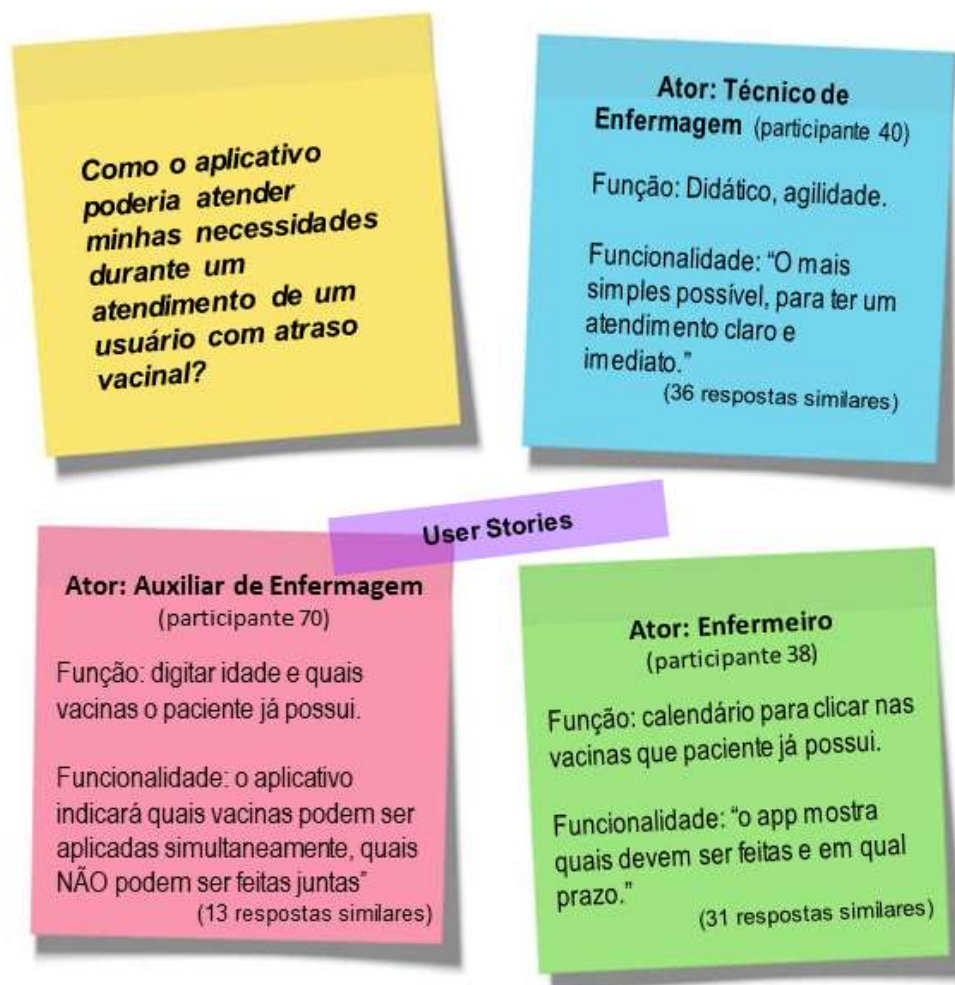 Como o aplicativo
poderia atender
minhas necessidades
durante um
atendimento de um
usuário com atraso
vacinal?
Ator: Técnico de
Enfermagem (participante 40)
Função: Didático, agilidade.
Funcionalidade: “O mais
simples possível, para ter um
atendimento claro e
imediato.”
(36 respostas similares)
User Stories
Ator: Auxiliar de Enfermagem
(participante 70)
Função: digitar idade e quais
vacinas o paciente já possui.
Funcionalidade: o aplicativo
indicará quais vacinas podem ser
aplicadas simultaneamente, quais
NÃO podem ser feitas juntas”
(13 respostas similares)
Ator: Enfermeiro
(participante 38)
Função: calendário para clicar nas
vacinas que paciente já possui.
Funcionalidade: “o app mostra
quais devem ser feitas e em qual
prazo.”
(31 respostas similares)